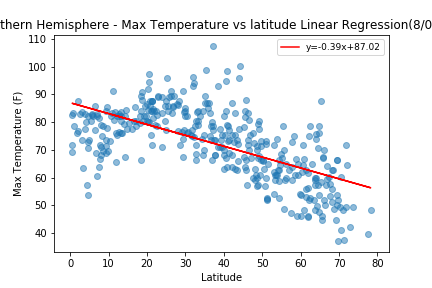 thern Hemisphere - Max Temperature vs latitude Linear Regression(8/0
y=-0.39x+87.02
110
100
90
80
70
60
50
40
Max Temperature (F)
0 10 20 30 40 50 60 70 80
Latitude